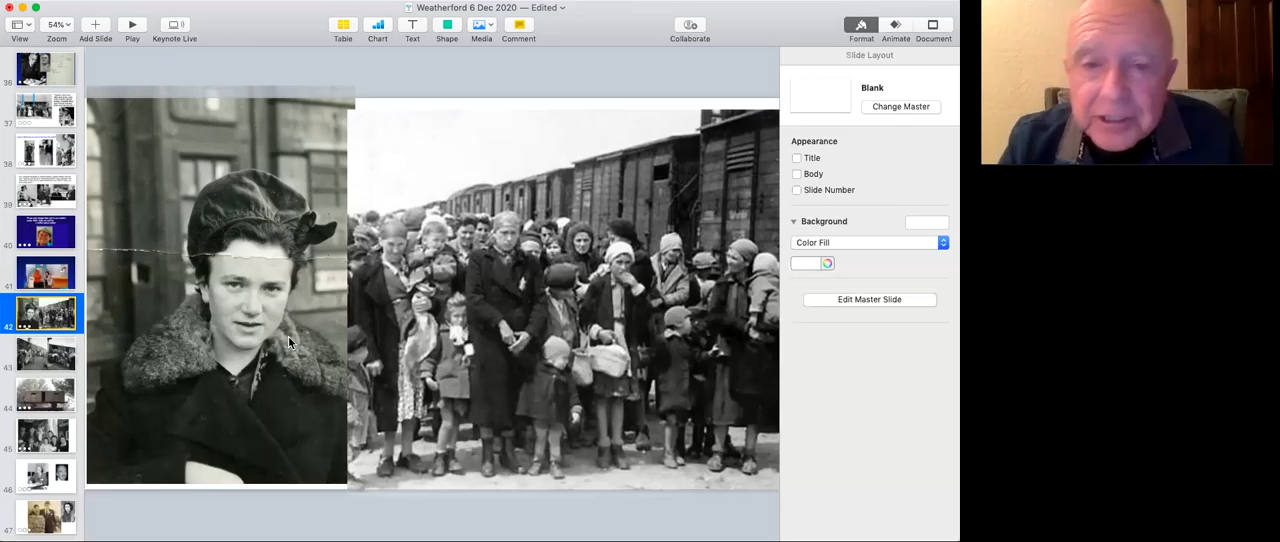 Weatherford 6 Dec 2020 — Edited
54%
View
Zoom
Add Slide
Play
Keynote Live
Table
Chart
Text
Shape
Media
Comment
Collaborate
Format
Animate
Document
Slide Layout
Blank
Change Master
Appearance
Title
Body
Slide Number
Background
Color Fill
Edit Master Slide
36
37
38
39
40
41
42
43
44
45
46
47